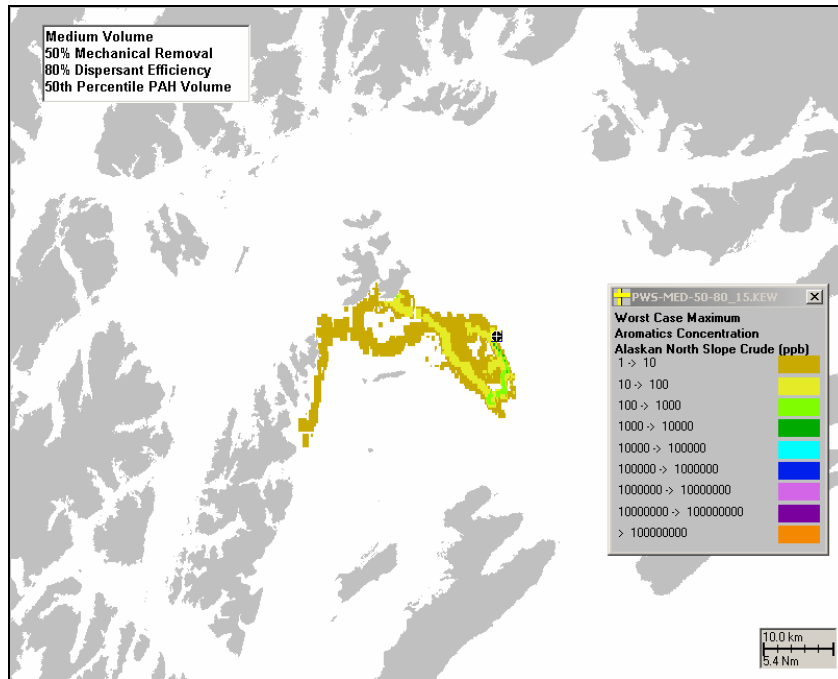 Medium Volume
50% Mechanical Removal
80% Dispersant Efficiency
50th Percentile PAH Volume
PWS-MED-50-80_15.KEW
Worst Case Maximum
Aromatics Concentration
Alaskan North Slope Crude (ppb)
1 -> 10
10 -> 100
100 -> 1000
1000 -> 10000
10000 -> 100000
100000 -> 1000000
1000000 -> 10000000
10000000 -> 100000000
> 100000000
10.0 km
5.4 Nm